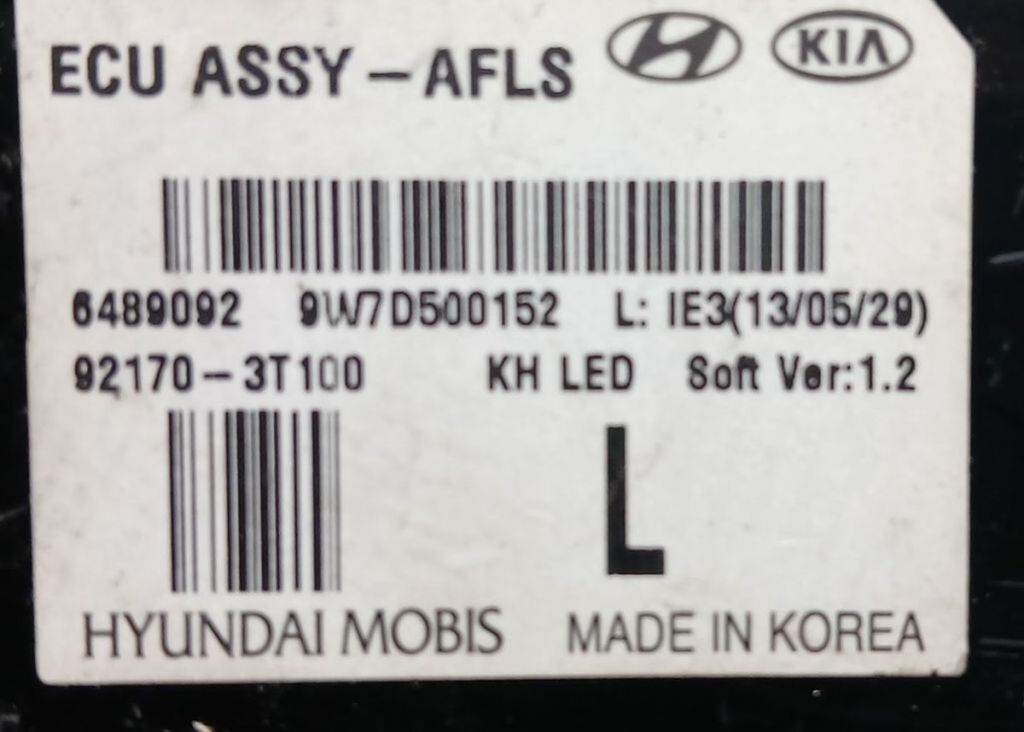 ECU ASSY-AFLS KIA
6489092 9W7D500152 L: IE3(13/05/29)
92170-3T100 KH LED Soft Ver:1.2
L
HYUNDAI MOBIS MADE IN KOREA